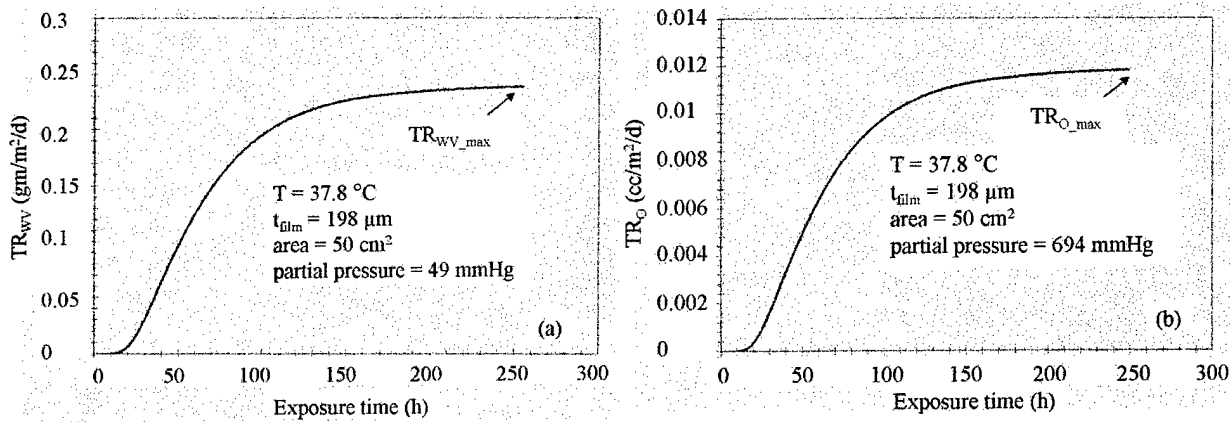 0.3
0.25
0.2
0.15
0.1
0.05
0
TR_WV (gm/m²/d)
TR_WV_max
T = 37.8 °C
t_film = 198 µm
area = 50 cm²
partial pressure = 49 mmHg
(a)
0 50 100 150 200 250 300
Exposure time (h)
0.014
0.012
0.01
0.008
0.006
0.004
0.002
0
TR_O (cc/m²/d)
TR_O_max
T = 37.8 °C
t_film = 198 µm
area = 50 cm²
partial pressure = 694 mmHg
(b)
0 50 100 150 200 250 300
Exposure time (h)